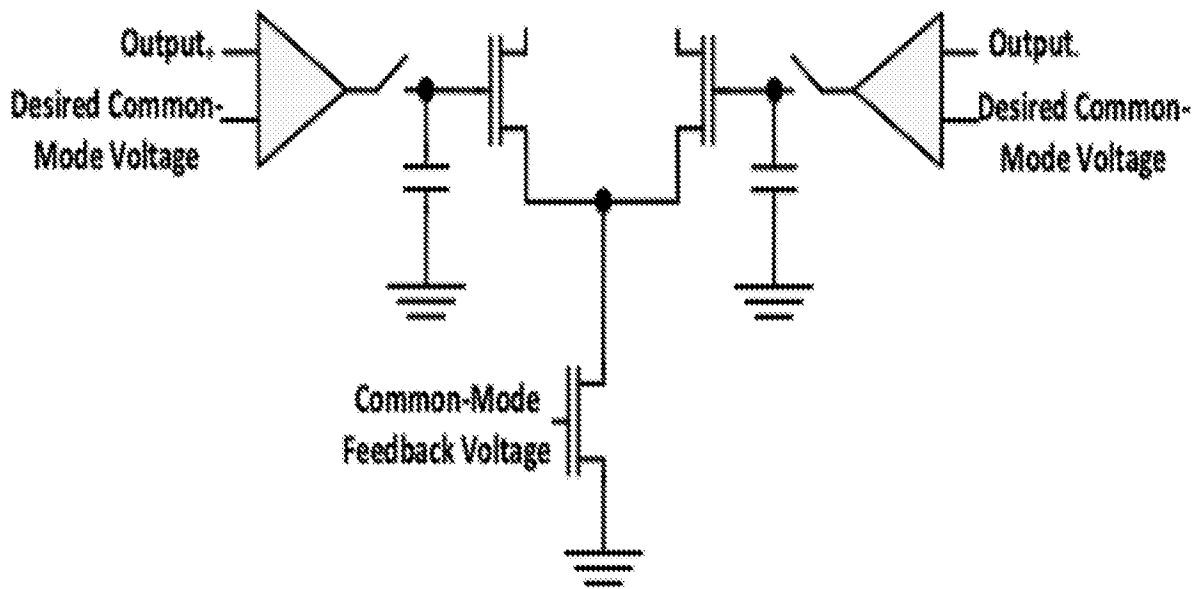 Output₊
Desired Common-
Mode Voltage
Output₋
Desired Common-
Mode Voltage
Common-Mode
Feedback Voltage